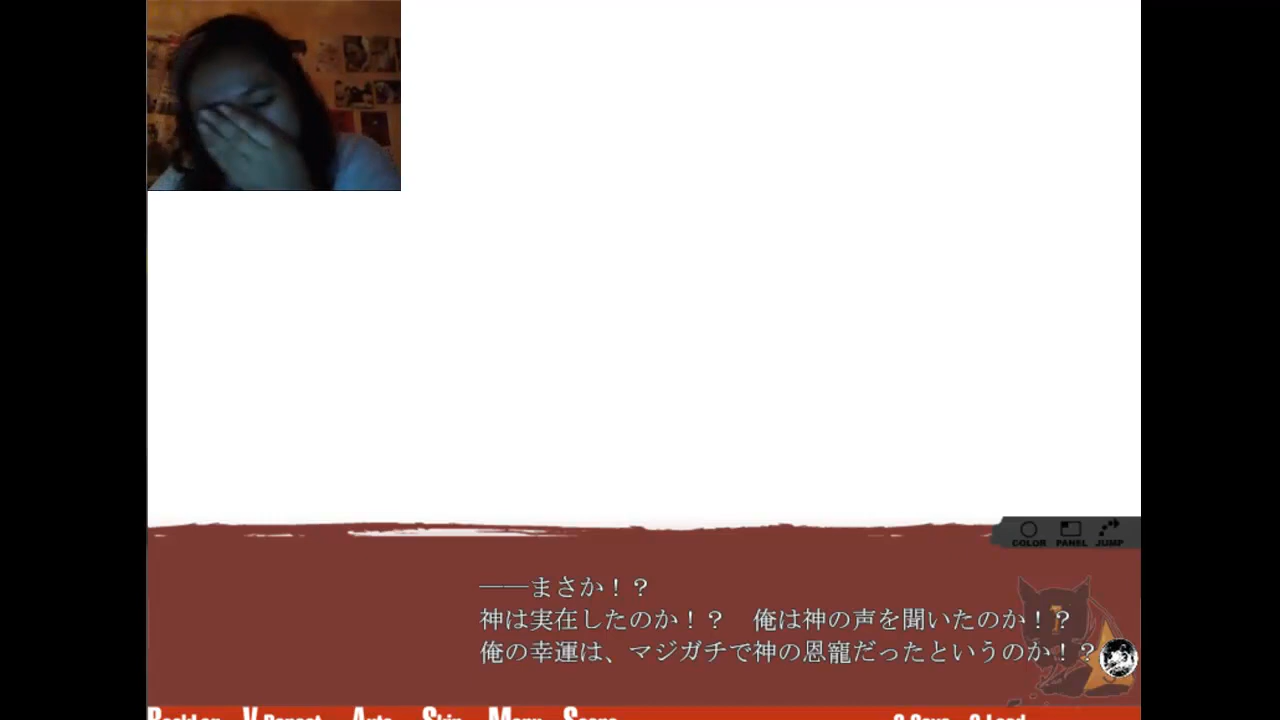 COLOR PANEL JUMP
――まさか！？
神は実在したのか！？　俺は神の声を聞いたのか！？
俺の幸運は、マジガチで神の恩寵だったというのか！？